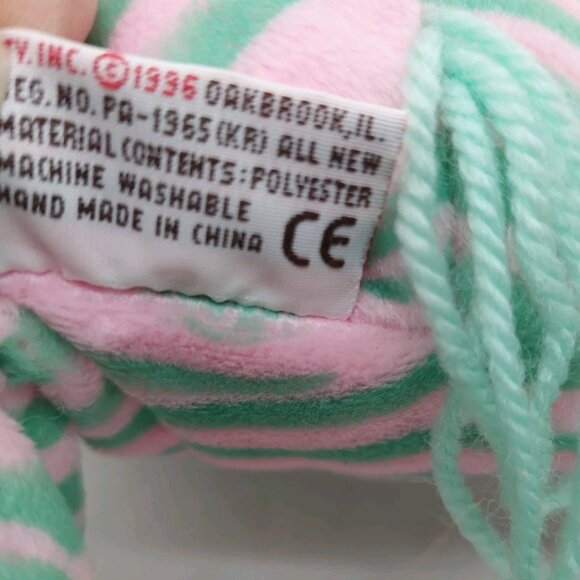 TY. INC. ©1996 OAKBROOK, IL.
REG. NO. PA-1965(KR) ALL NEW
MATERIAL CONTENTS: POLYESTER
MACHINE WASHABLE
HAND MADE IN CHINA CE